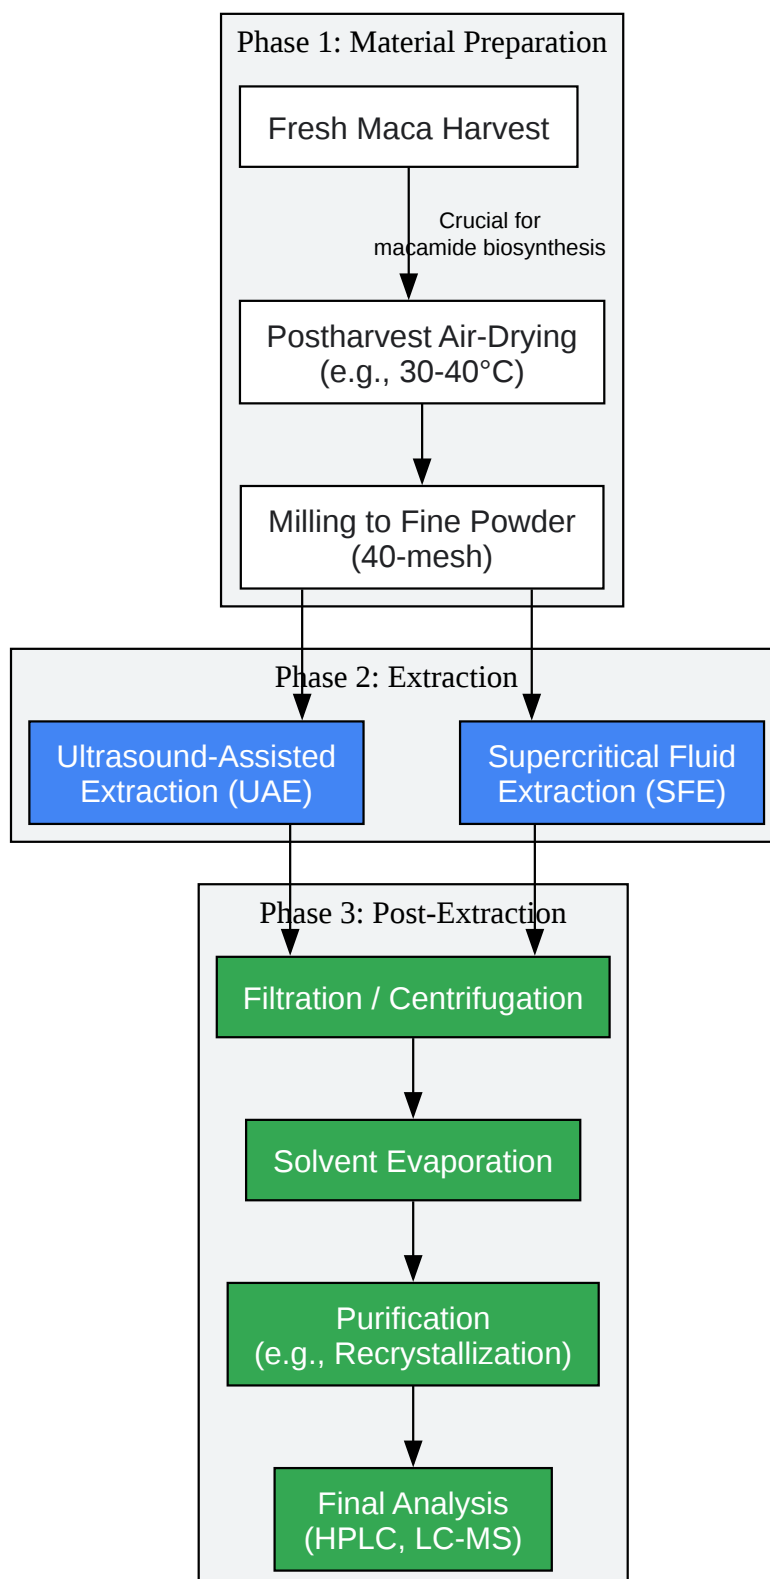 Phase 1: Material Preparation
Fresh Maca Harvest
Crucial for
macamide biosynthesis
Postharvest Air-Drying
(e.g., 30-40°C)
Milling to Fine Powder
(40-mesh)
Phase 2: Extraction
Ultrasound-Assisted
Extraction (UAE)
Supercritical Fluid
Extraction (SFE)
Phase 3: Post-Extraction
Filtration / Centrifugation
Solvent Evaporation
Purification
(e.g., Recrystallization)
Final Analysis
(HPLC, LC-MS)